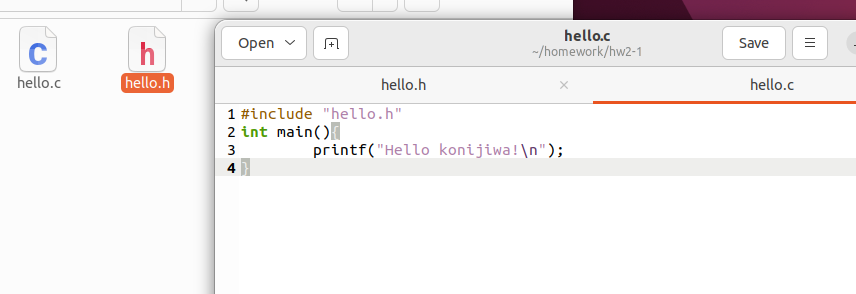 hello.c
hello.h
Open
hello.c
~/homework/hw2-1
Save
hello.h
hello.c
1 #include "hello.h"
2 int main(){
3 printf("Hello konijiwa!\n");
4 }